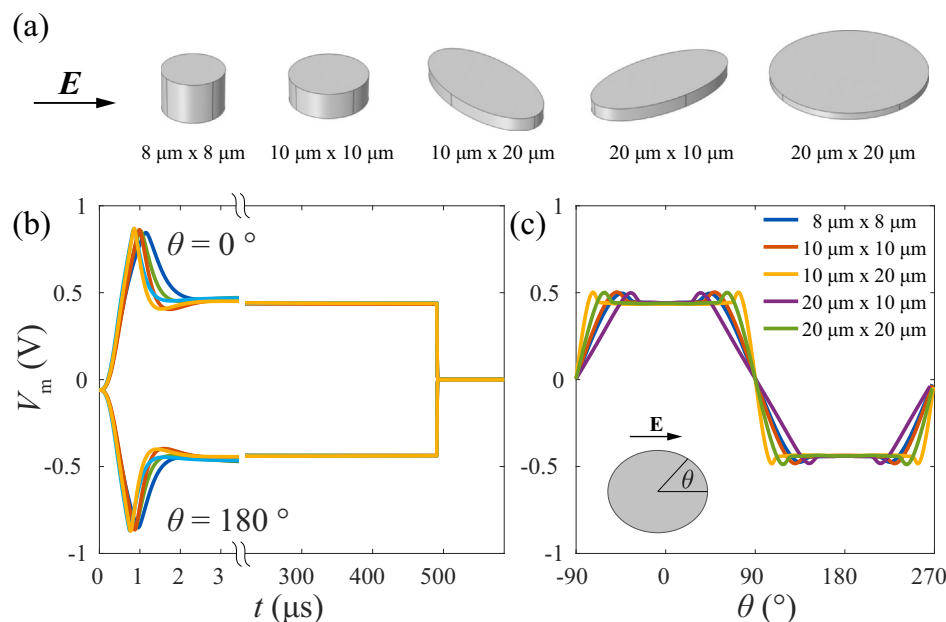 (a)
E
8 μm x 8 μm
10 μm x 10 μm
10 μm x 20 μm
20 μm x 10 μm
20 μm x 20 μm
(b)
1
0.5
0
-0.5
-1
V_m (V)
θ = 0 °
θ = 180 °
0 1 2 3 300 400 500
t (μs)
(c)
1
0.5
0
-0.5
-1
8 μm x 8 μm
10 μm x 10 μm
10 μm x 20 μm
20 μm x 10 μm
20 μm x 20 μm
E
θ
-90 0 90 180 270
θ (°)